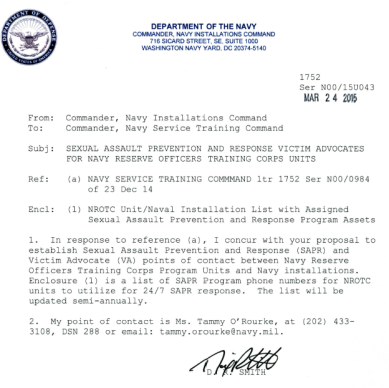 DEPARTMENT OF THE NAVY
COMMANDER, NAVY INSTALLATIONS COMMAND
716 SICARD STREET, SE, SUITE 1000
WASHINGTON NAVY YARD, DC 20374-5140
1752
Ser N00/15U043
MAR 24 2015
From: Commander, Navy Installations Command
To: Commander, Navy Service Training Command
Subj: SEXUAL ASSAULT PREVENTION AND RESPONSE VICTIM ADVOCATES
FOR NAVY RESERVE OFFICERS TRAINING CORPS UNITS
Ref: (a) NAVY SERVICE TRAINING COMMMAND ltr 1752 Ser N00/0984
of 23 Dec 14
Encl: (1) NROTC Unit/Naval Installation List with Assigned
Sexual Assault Prevention and Response Program Assets
1. In response to reference (a), I concur with your proposal to
establish Sexual Assault Prevention and Response (SAPR) and
Victim Advocate (VA) points of contact between Navy Reserve
Officers Training Corps Program Units and Navy installations.
Enclosure (1) is a list of SAPR Program phone numbers for NROTC
units to utilize for 24/7 SAPR response. The list will be
updated semi-annually.
2. My point of contact is Ms. Tammy O'Rourke, at (202) 433-
3108, DSN 288 or email: tammy.orourke@navy.mil.
SMITH